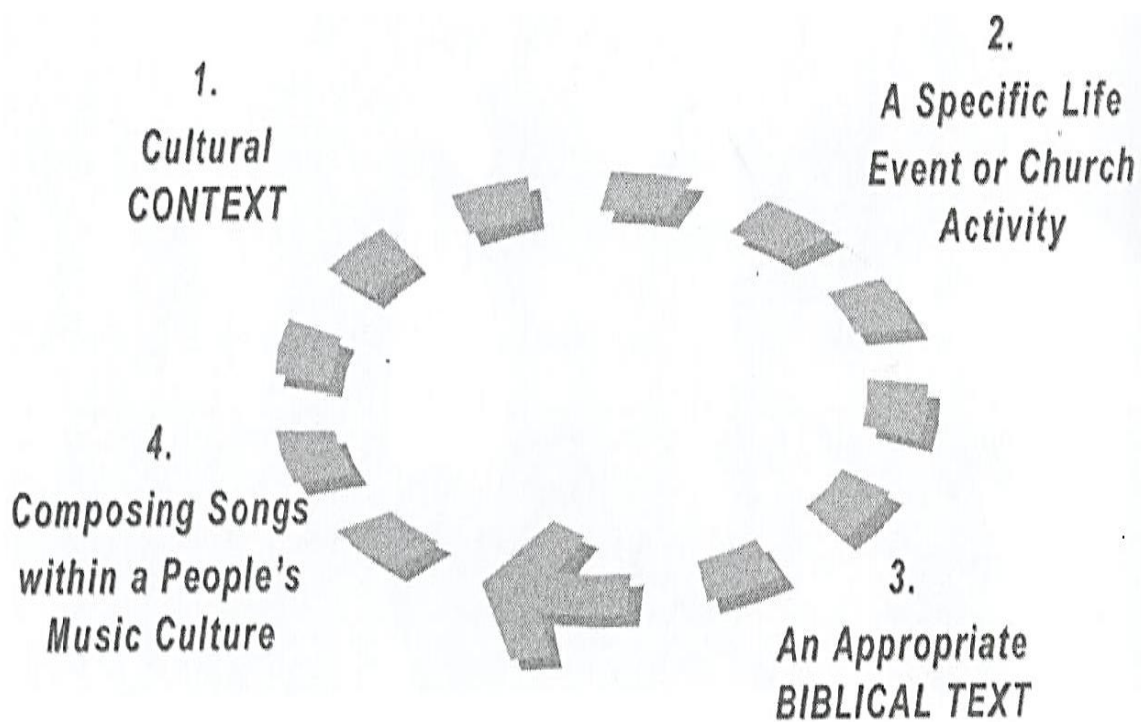 1.
Cultural
CONTEXT
2.
A Specific Life
Event or Church
Activity
3.
An Appropriate
BIBLICAL TEXT
4.
Composing Songs
within a People's
Music Culture